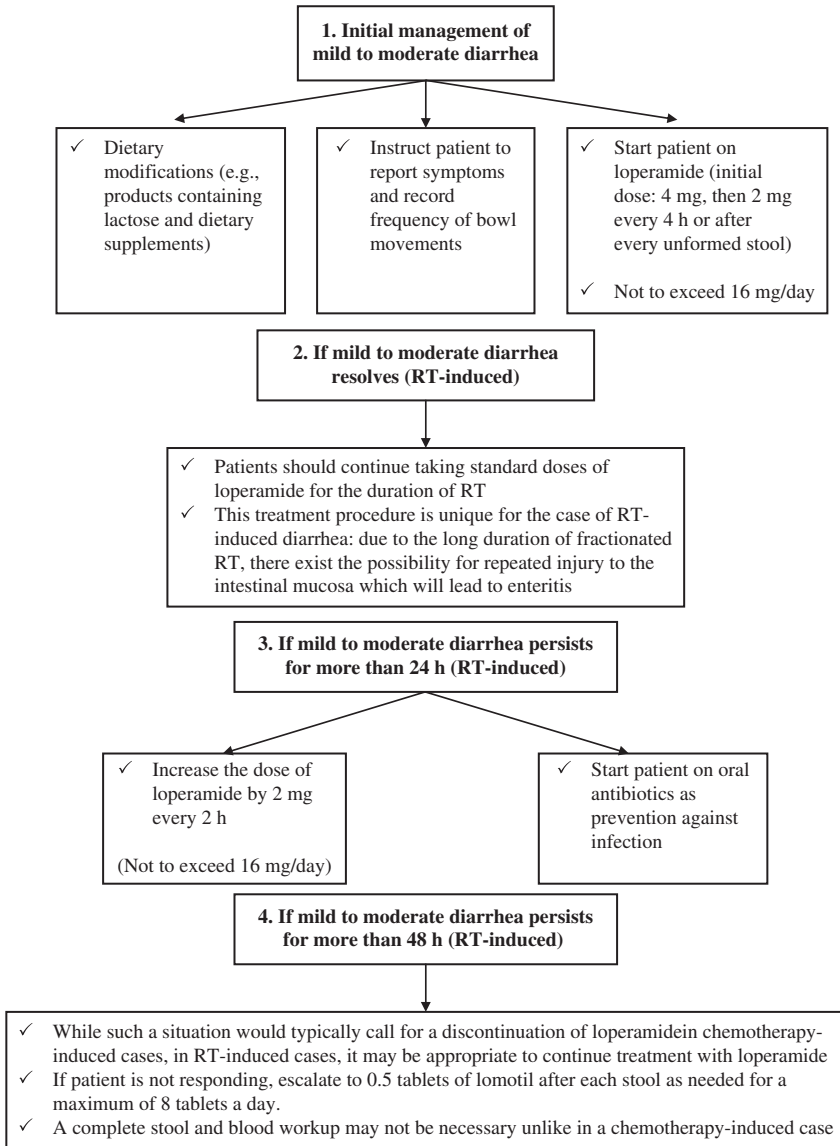 1. Initial management of
mild to moderate diarrhea
✓ Dietary
modifications (e.g.,
products containing
lactose and dietary
supplements)
✓ Instruct patient to
report symptoms
and record
frequency of bowl
movements
✓ Start patient on
loperamide (initial
dose: 4 mg, then 2 mg
every 4 h or after
every unformed stool)
✓ Not to exceed 16 mg/day
2. If mild to moderate diarrhea
resolves (RT-induced)
✓ Patients should continue taking standard doses of
loperamide for the duration of RT
✓ This treatment procedure is unique for the case of RT-
induced diarrhea: due to the long duration of fractionated
RT, there exist the possibility for repeated injury to the
intestinal mucosa which will lead to enteritis
3. If mild to moderate diarrhea persists
for more than 24 h (RT-induced)
✓ Increase the dose of
loperamide by 2 mg
every 2 h
(Not to exceed 16 mg/day)
✓ Start patient on oral
antibiotics as
prevention against
infection
4. If mild to moderate diarrhea persists
for more than 48 h (RT-induced)
✓ While such a situation would typically call for a discontinuation of loperamidein chemotherapy-
induced cases, in RT-induced cases, it may be appropriate to continue treatment with loperamide
✓ If patient is not responding, escalate to 0.5 tablets of lomotil after each stool as needed for a
maximum of 8 tablets a day.
✓ A complete stool and blood workup may not be necessary unlike in a chemotherapy-induced case